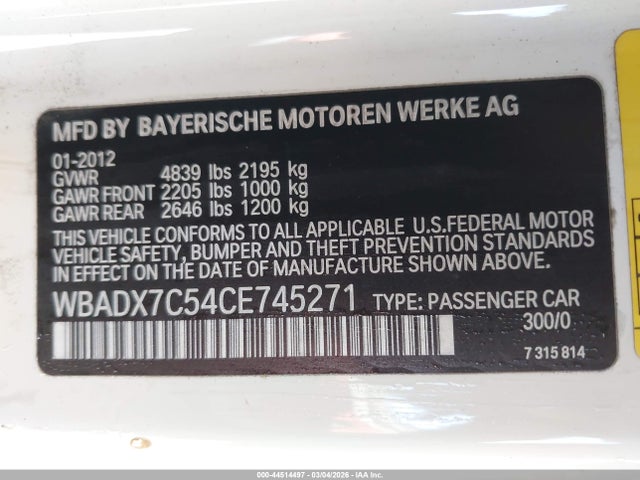 MFD BY BAYERISCHE MOTOREN WERKE AG
01-2012
GVWR 4839 lbs 2195 kg
GAWR FRONT 2205 lbs 1000 kg
GAWR REAR 2646 lbs 1200 kg
THIS VEHICLE CONFORMS TO ALL APPLICABLE U.S.FEDERAL MOTOR
VEHICLE SAFETY, BUMPER AND THEFT PREVENTION STANDARDS
IN EFFECT ON THE DATE OF MANUFACTURE SHOWN ABOVE.
WBADX7C54CE745271 TYPE: PASSENGER CAR
300/0
7 315 814
000-44514497 - 03/04/2026 - IAAI.com